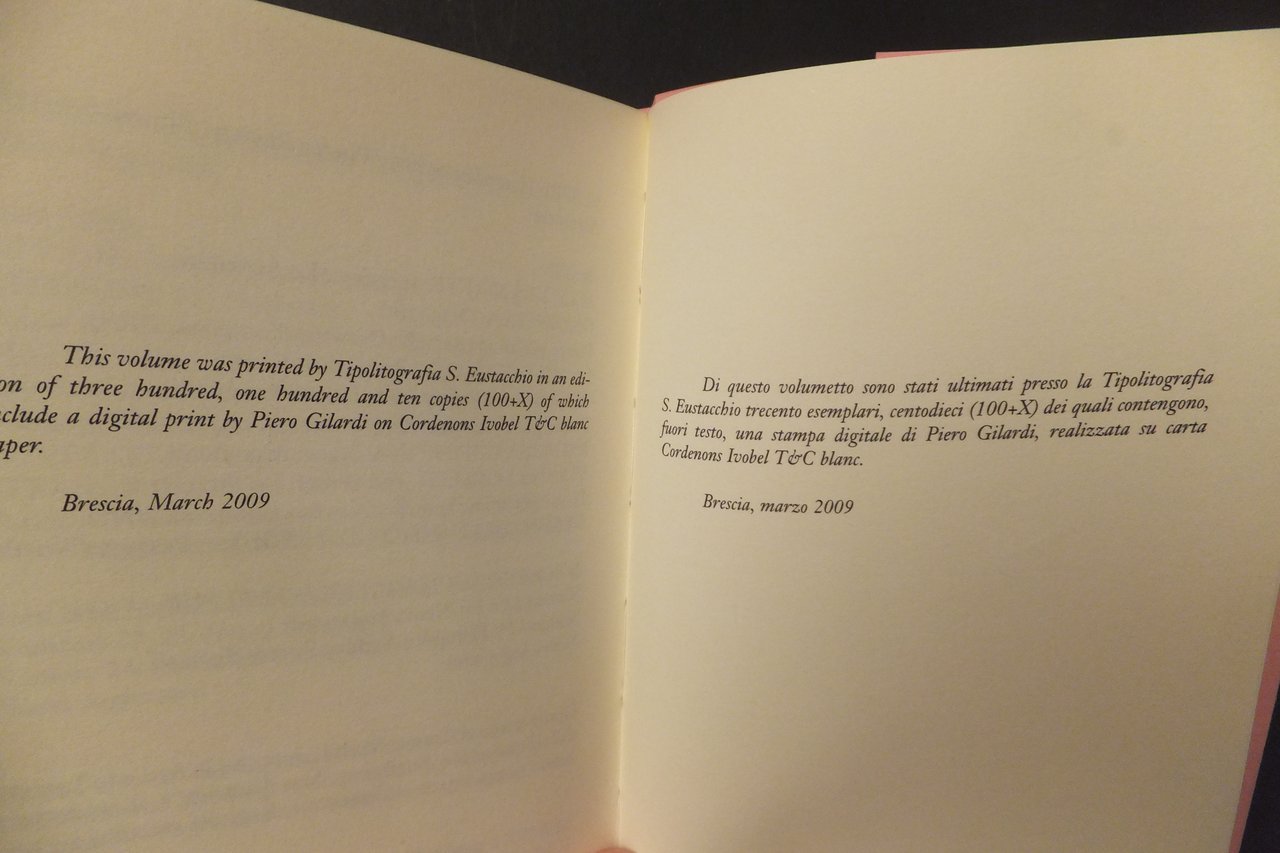 This volume was printed by Tipolitografia S. Eustacchio in an edi-
on of three hundred, one hundred and ten copies (100+X) of which
clude a digital print by Piero Gilardi on Cordenons Ivobel T&C blanc
aper.
Brescia, March 2009
Di questo volumetto sono stati ultimati presso la Tipolitografia
S. Eustacchio trecento esemplari, centodieci (100+X) dei quali contengono,
fuori testo, una stampa digitale di Piero Gilardi, realizzata su carta
Cordenons Ivobel T&C blanc.
Brescia, marzo 2009